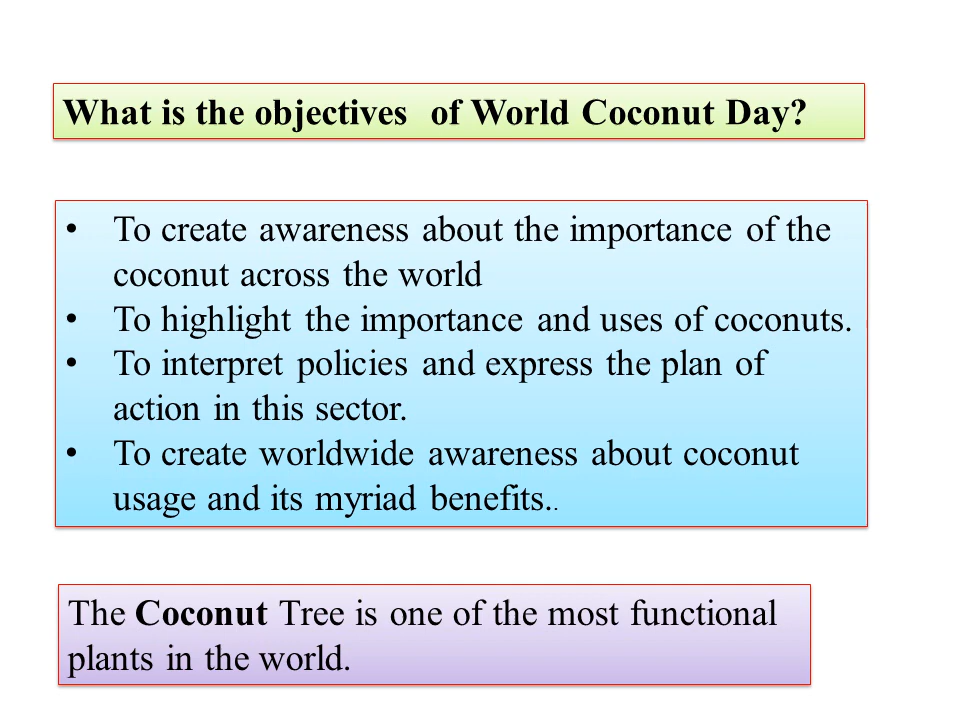 What is the objectives  of World Coconut Day?
• To create awareness about the importance of the
coconut across the world
• To highlight the importance and uses of coconuts.
• To interpret policies and express the plan of
action in this sector.
• To create worldwide awareness about coconut
usage and its myriad benefits..
The Coconut Tree is one of the most functional
plants in the world.